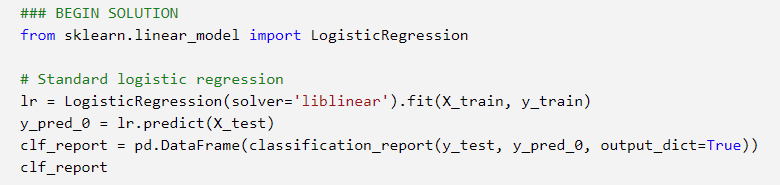 ### BEGIN SOLUTION
from sklearn.linear_model import LogisticRegression
# Standard logistic regression
lr = LogisticRegression(solver='liblinear').fit(X_train, y_train)
y_pred_0 = lr.predict(X_test)
clf_report = pd.DataFrame(classification_report(y_test, y_pred_0, output_dict=True))
clf_report